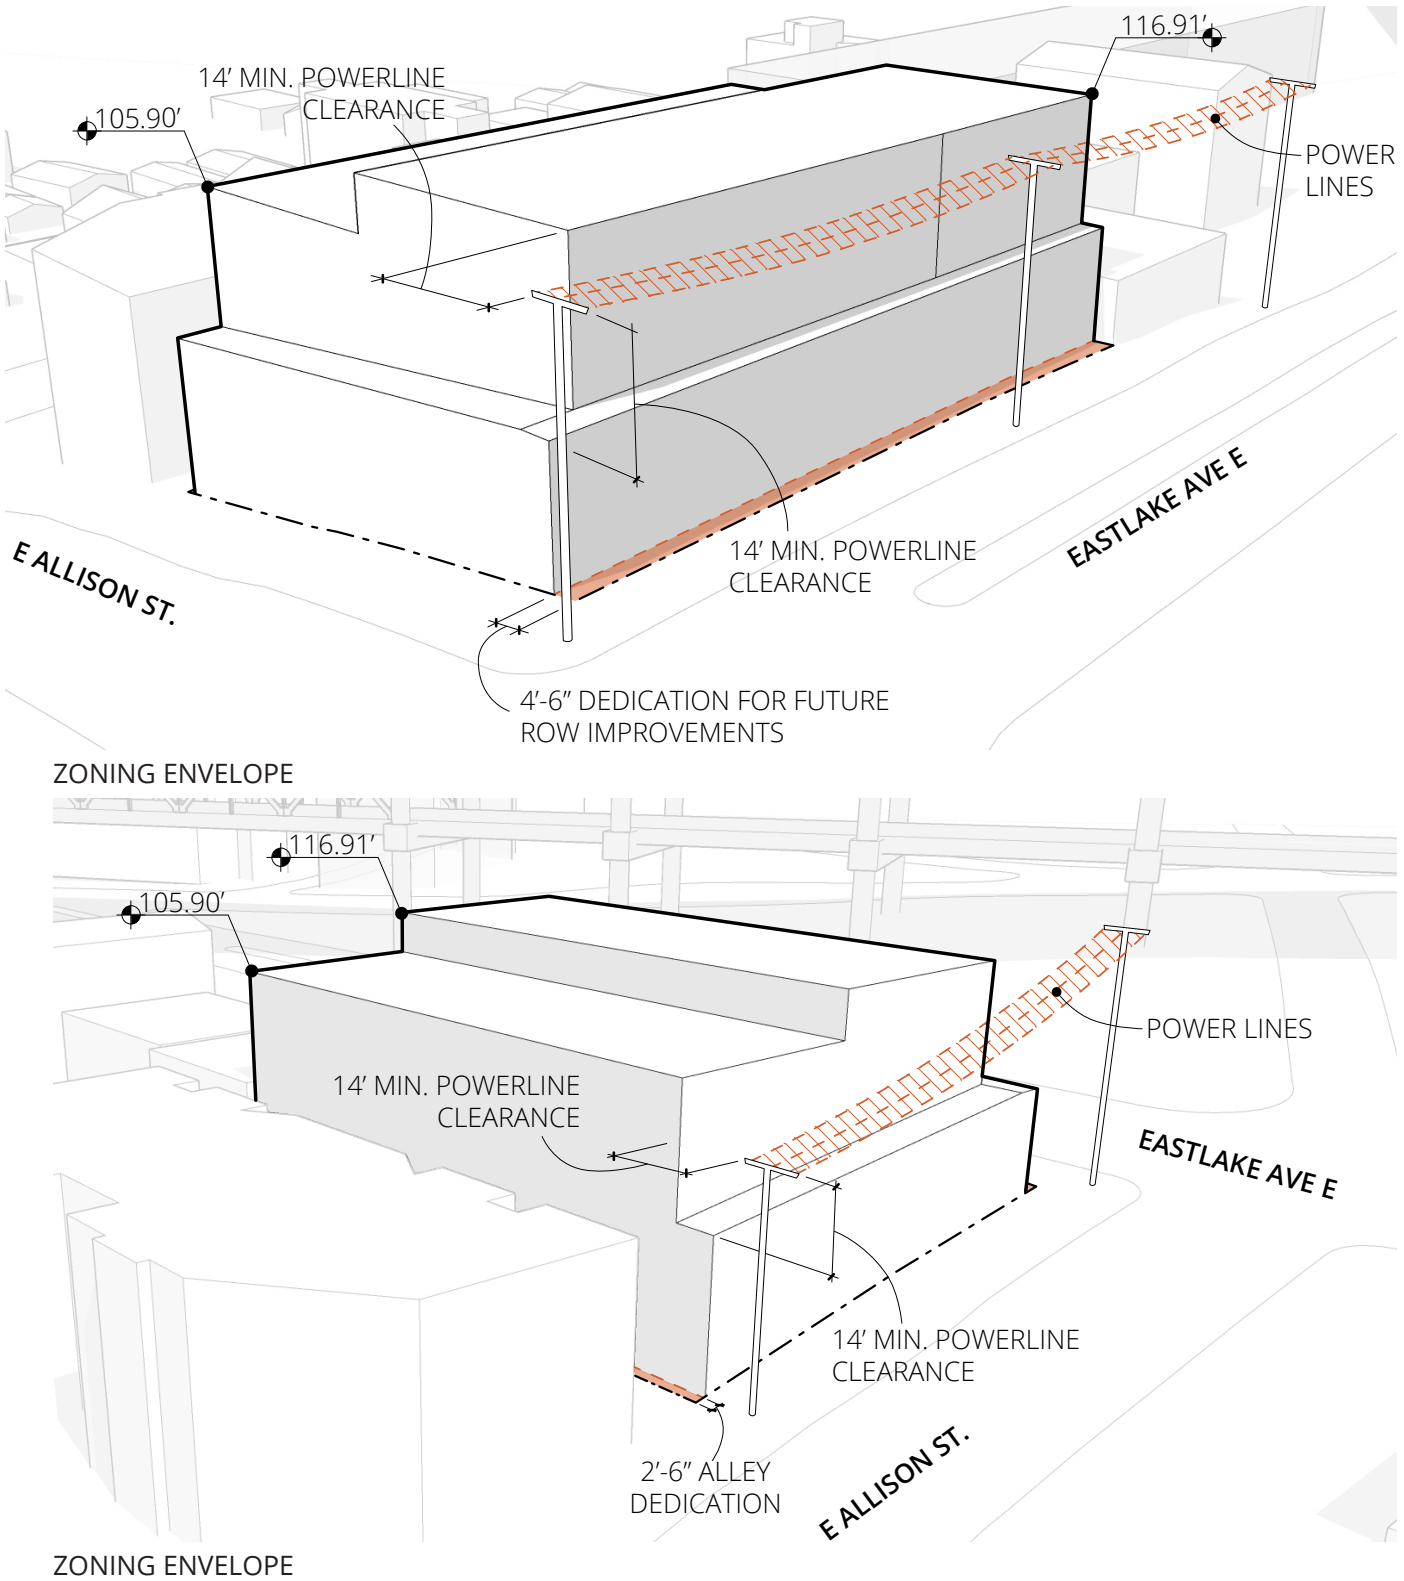 116.91’
14’ MIN. POWERLINE
CLEARANCE
105.90’
POWER
LINES
EASTLAKE AVE E
14’ MIN. POWERLINE
CLEARANCE
E ALLISON ST.
4’-6” DEDICATION FOR FUTURE
ROW IMPROVEMENTS
ZONING ENVELOPE
116.91’
105.90’
POWER LINES
14’ MIN. POWERLINE
CLEARANCE
EASTLAKE AVE E
14’ MIN. POWERLINE
CLEARANCE
2’-6” ALLEY
DEDICATION
E ALLISON ST.
ZONING ENVELOPE